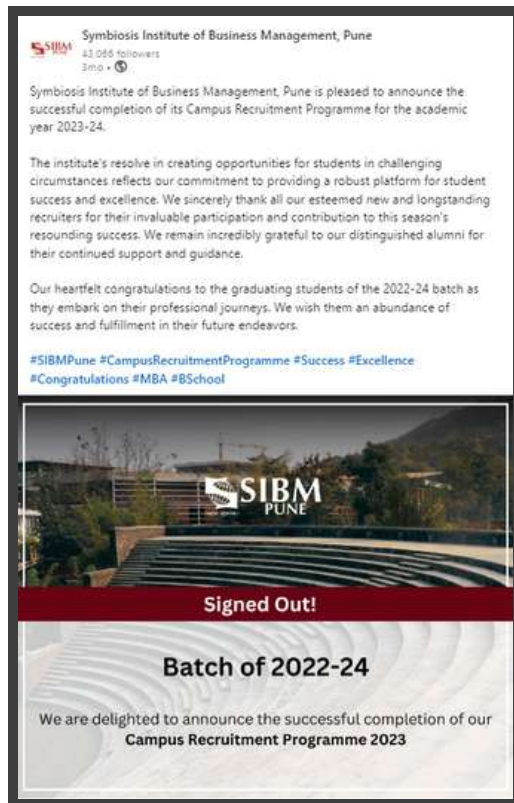 Symbiosis Institute of Business Management, Pune
SIBM
PUNE
43,066 followers
3mo •
Symbiosis Institute of Business Management, Pune is pleased to announce the
successful completion of its Campus Recruitment Programme for the academic
year 2023-24.
The institute's resolve in creating opportunities for students in challenging
circumstances reflects our commitment to providing a robust platform for student
success and excellence. We sincerely thank all our esteemed new and longstanding
recruiters for their invaluable participation and contribution to this season's
resounding success. We remain incredibly grateful to our distinguished alumni for
their continued support and guidance.
Our heartfelt congratulations to the graduating students of the 2022-24 batch as
they embark on their professional journeys. We wish them an abundance of
success and fulfillment in their future endeavors.
#SIBMPune #CampusRecruitmentProgramme #Success #Excellence
#Congratulations #MBA #BSchool
SIBM
PUNE
Signed Out!
Batch of 2022-24
We are delighted to announce the successful completion of our
Campus Recruitment Programme 2023